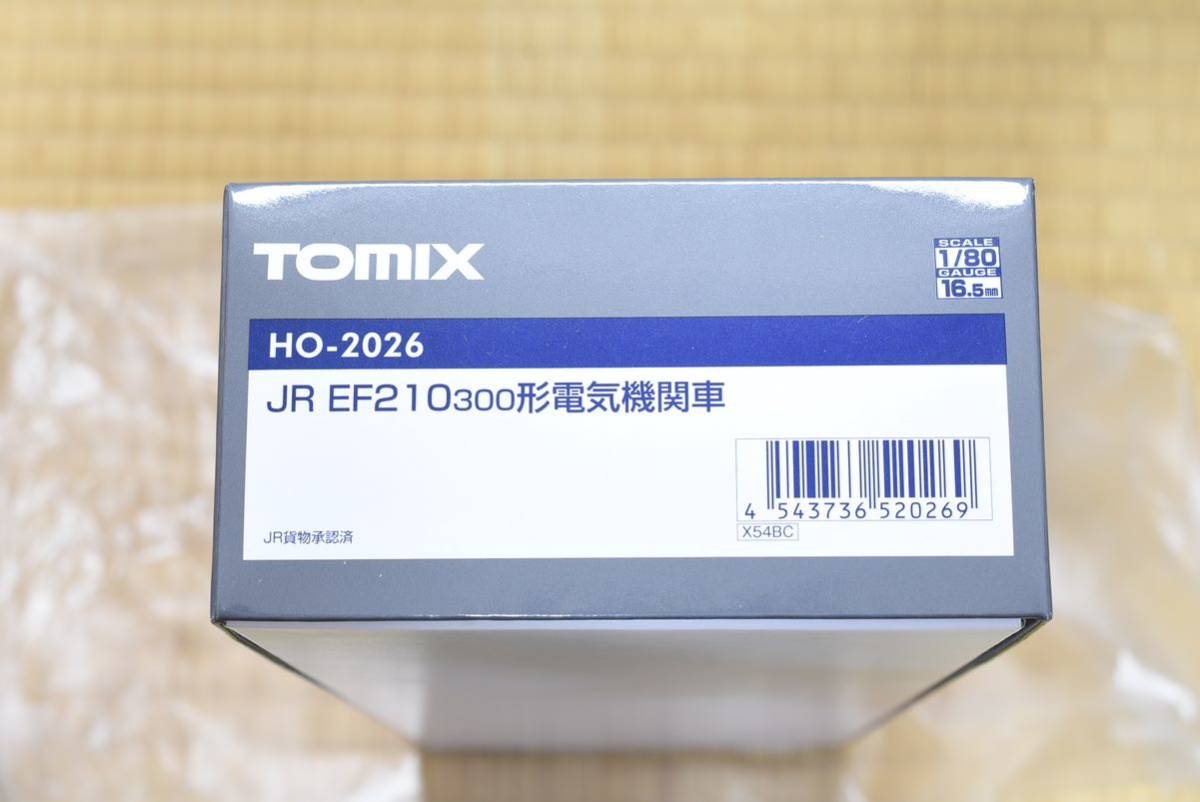 TOMIX
SCALE
1/80
GAUGE
16.5mm
HO-2026
JR EF210300形電気機関車
4 543736 520269
X54BC
JR貨物承認済